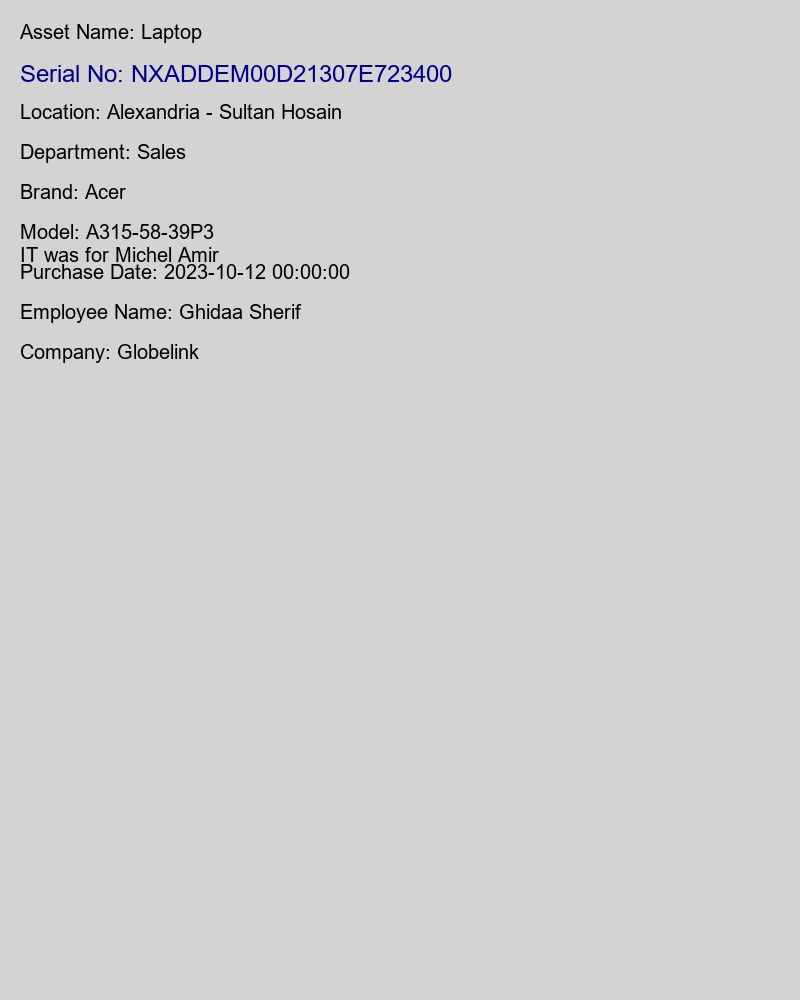 Asset Name: Laptop
Serial No: NXADDEM00D21307E723400
Location: Alexandria - Sultan Hosain
Department: Sales
Brand: Acer
Model: A315-58-39P3
IT was for Michel Amir
Purchase Date: 2023-10-12 00:00:00
Employee Name: Ghidaa Sherif
Company: Globelink